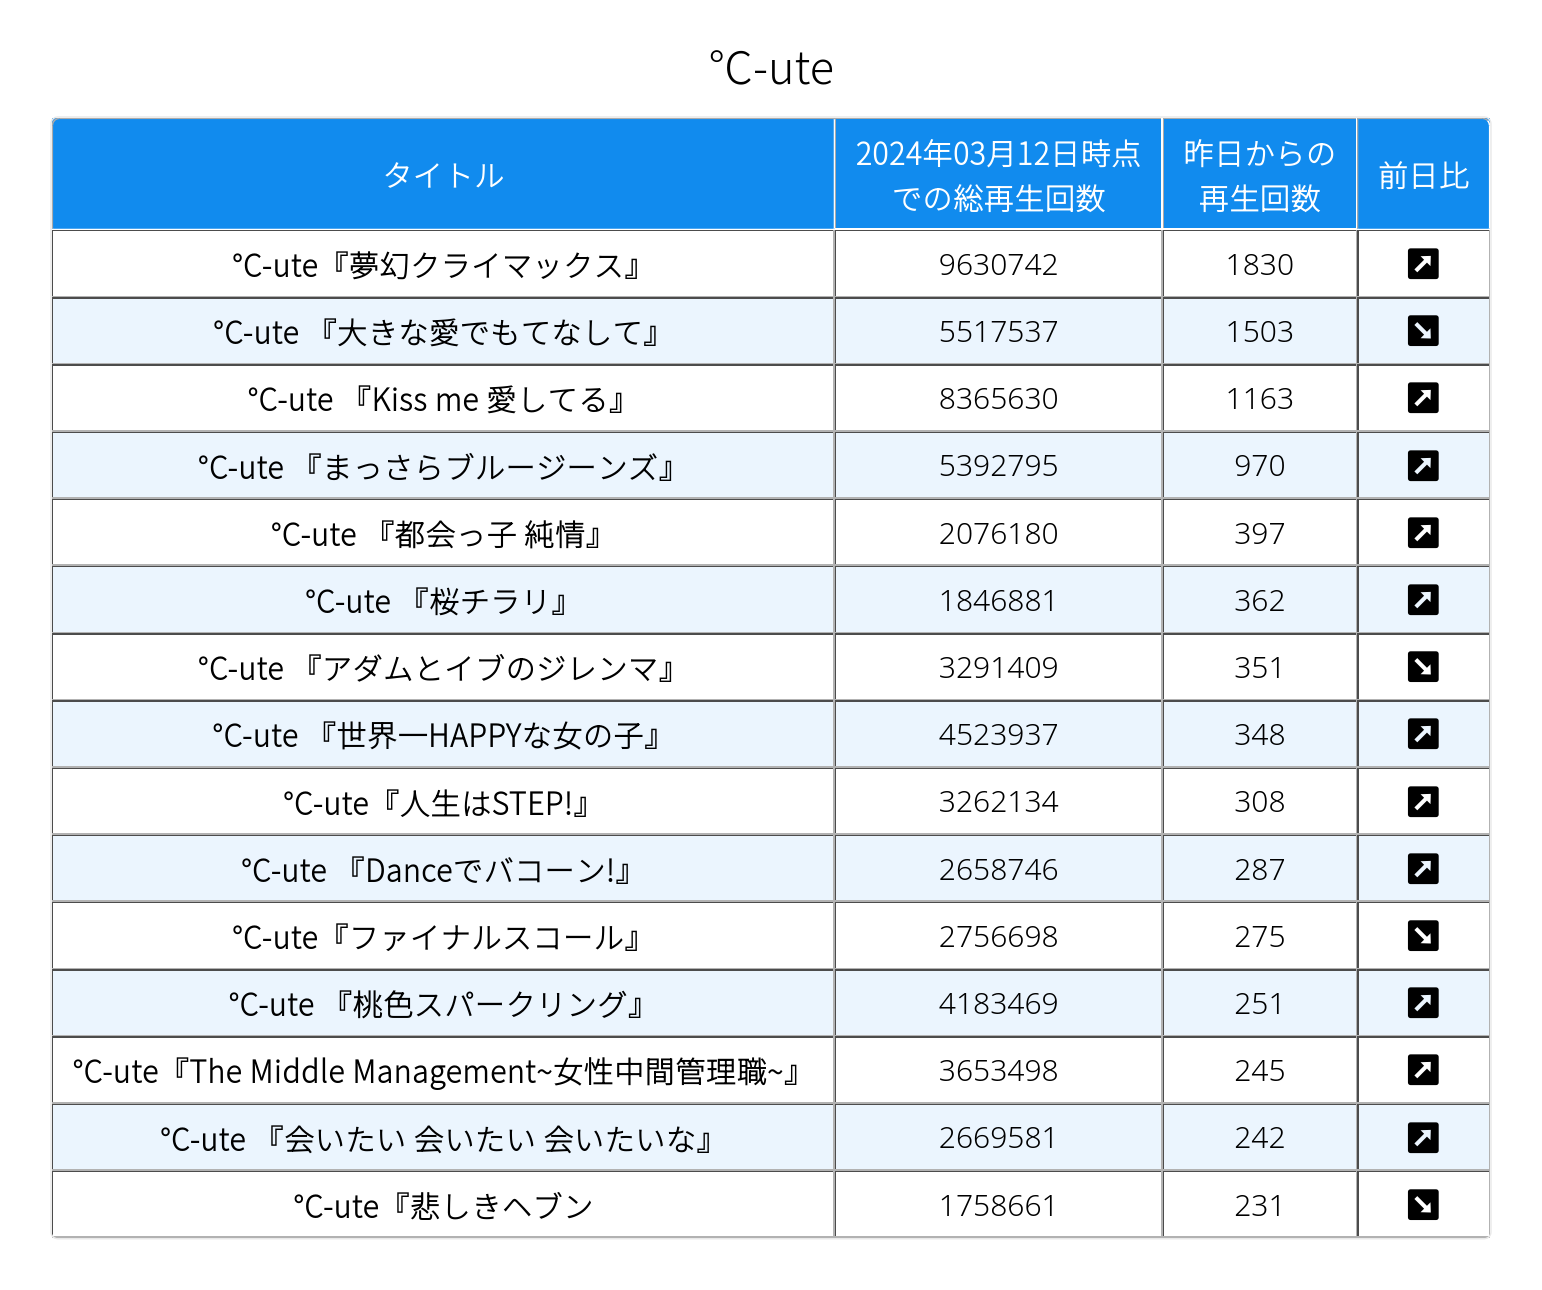 ℃-ute
タイトル
2024年03月12日時点
での総再生回数
昨日からの
再生回数
前日比
℃-ute『夢幻クライマックス』 9630742 1830 ↗
℃-ute 『大きな愛でもてなして』 5517537 1503 ↘
℃-ute 『Kiss me 愛してる』 8365630 1163 ↗
℃-ute 『まっさらブルージーンズ』 5392795 970 ↗
℃-ute 『都会っ子 純情』 2076180 397 ↗
℃-ute 『桜チラリ』 1846881 362 ↗
℃-ute 『アダムとイブのジレンマ』 3291409 351 ↘
℃-ute 『世界一HAPPYな女の子』 4523937 348 ↗
℃-ute『人生はSTEP!』 3262134 308 ↗
℃-ute 『Danceでバコーン!』 2658746 287 ↗
℃-ute『ファイナルスコール』 2756698 275 ↘
℃-ute 『桃色スパークリング』 4183469 251 ↗
℃-ute『The Middle Management~女性中間管理職~』 3653498 245 ↗
℃-ute 『会いたい 会いたい 会いたいな』 2669581 242 ↗
℃-ute『悲しきヘブン 1758661 231 ↘